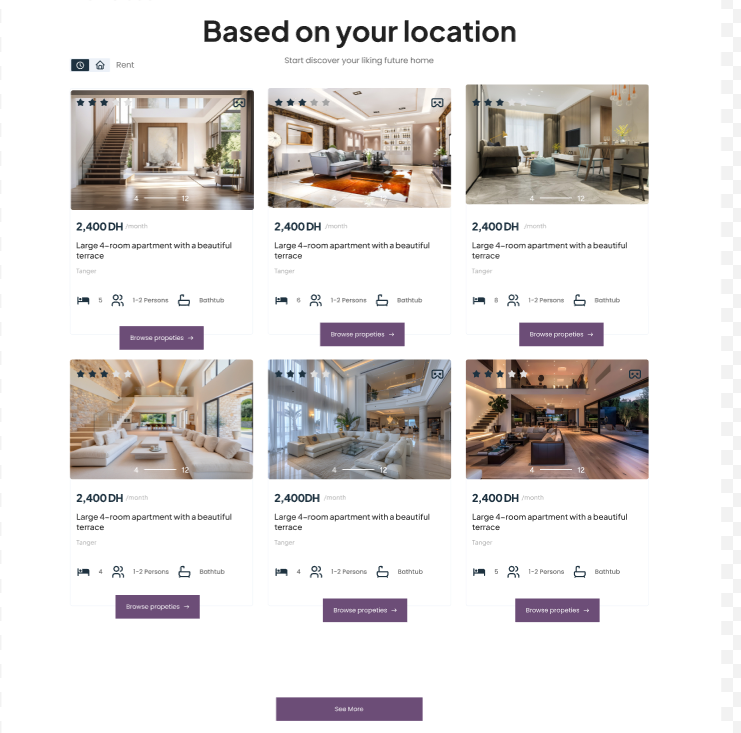 Based on your location
Start discover your liking future home
Rent
4 12
4 12
4 12
2,400 DH /month
Large 4-room apartment with a beautiful
terrace
Tanger
5 1-2 Persons Bathtub
Browse propeties →
2,400 DH /month
Large 4-room apartment with a beautiful
terrace
Tanger
6 1-2 Persons Bathtub
Browse propeties →
2,400 DH /month
Large 4-room apartment with a beautiful
terrace
Tanger
8 1-2 Persons Bathtub
Browse propeties →
4 12
4 12
4 12
2,400 DH /month
Large 4-room apartment with a beautiful
terrace
Tanger
4 1-2 Persons Bathtub
Browse propeties →
2,400DH /month
Large 4-room apartment with a beautiful
terrace
Tanger
4 1-2 Persons Bathtub
Browse propeties →
2,400 DH /month
Large 4-room apartment with a beautiful
terrace
Tanger
5 1-2 Persons Bathtub
Browse propeties →
See More